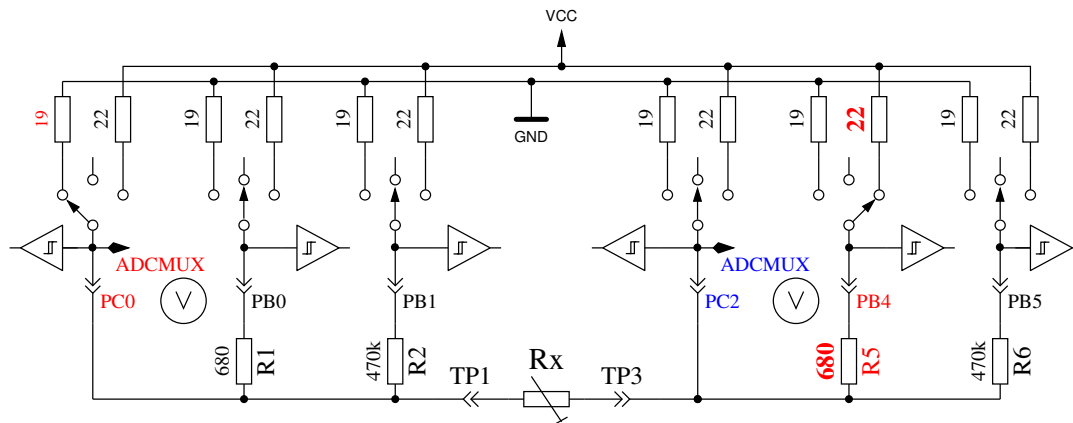 VCC
19
22
19
22
19
22
GND
19
22
19
22
19
22
ADCMUX
ADCMUX
PC0
PB0
PB1
PC2
PB4
PB5
680
R1
470k
R2
680
R5
470k
R6
TP1
Rx
TP3